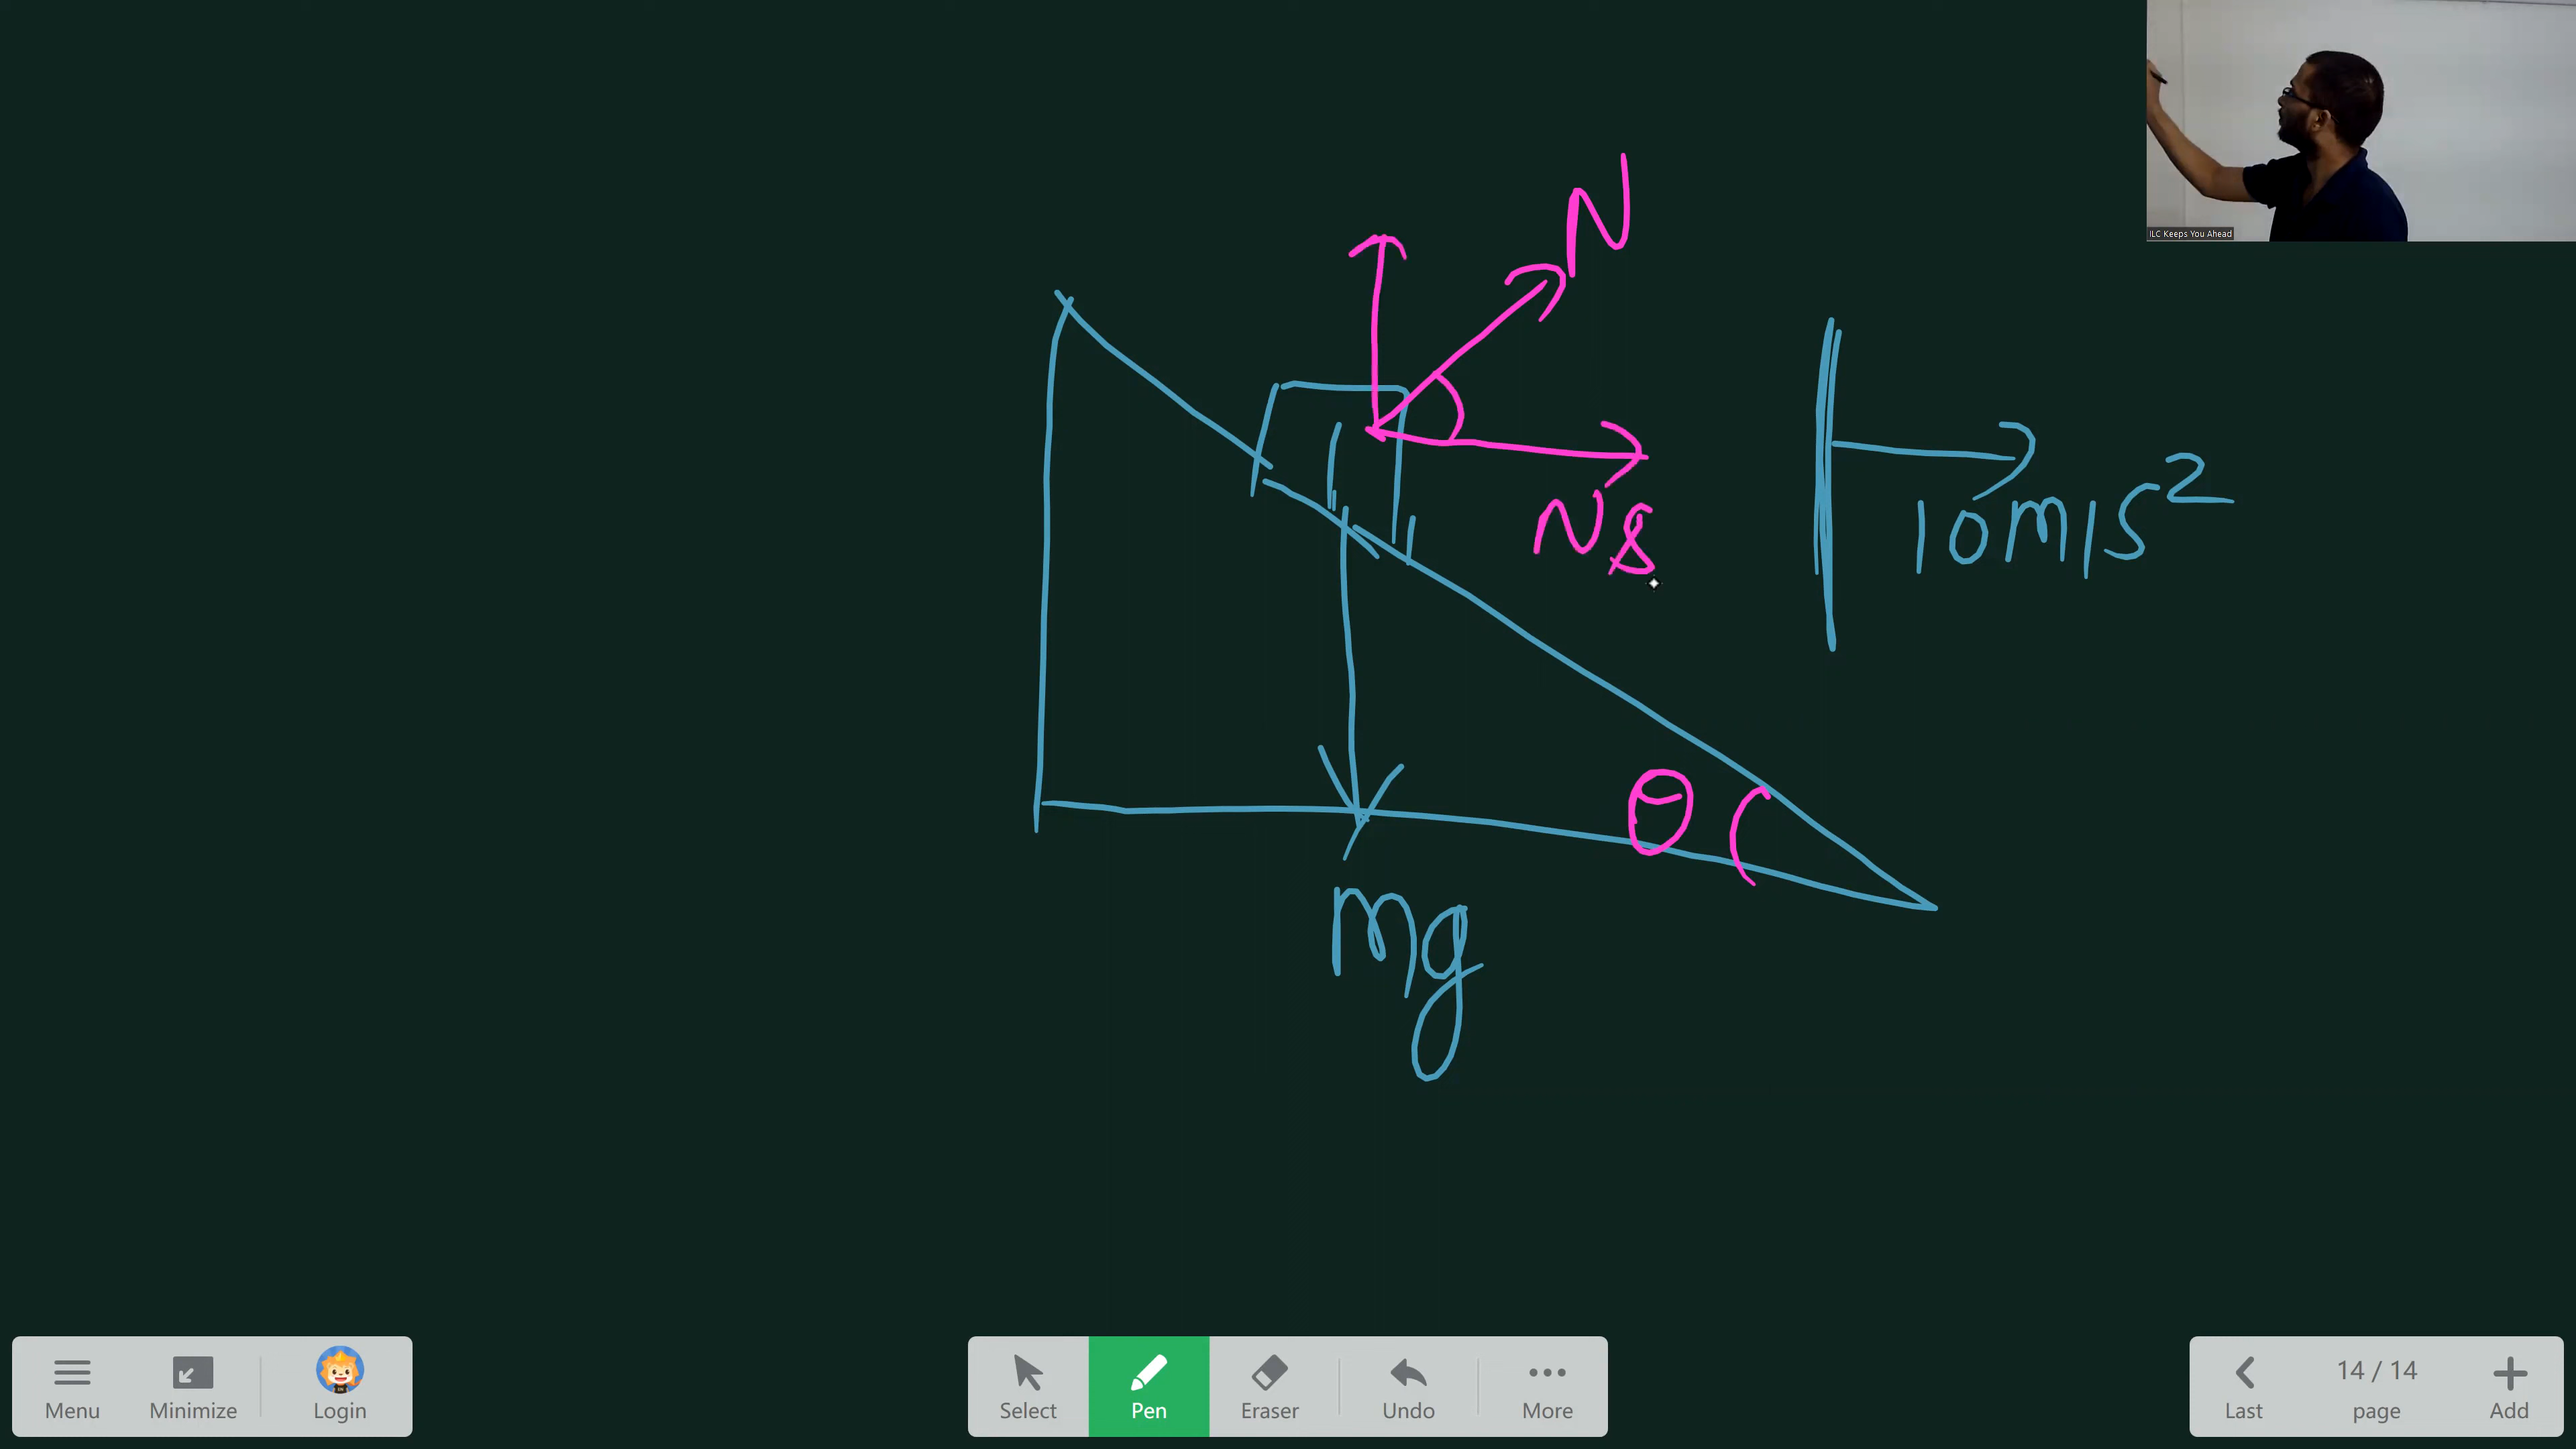 ILC Keeps You Ahead
N
10m/s2
θ
mg
Menu
Minimize
Login
Select
Pen
Eraser
Undo
More
Last
14 / 14
page
Add